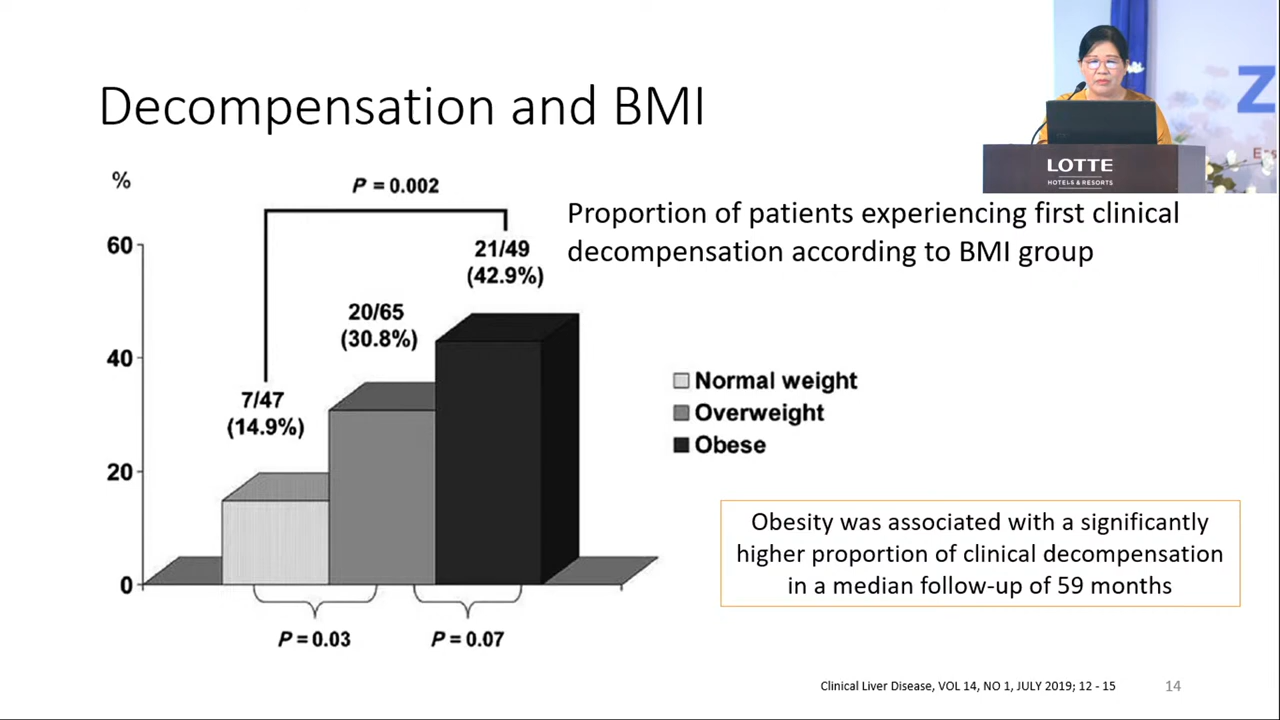 Decompensation and BMI
LOTTE
HOTELS & RESORTS
Z
%
P = 0.002
Proportion of patients experiencing first clinical
decompensation according to BMI group
60
40
20
0
21/49
(42.9%)
20/65
(30.8%)
7/47
(14.9%)
Normal weight
Overweight
Obese
Obesity was associated with a significantly
higher proportion of clinical decompensation
in a median follow-up of 59 months
P = 0.03
P = 0.07
Clinical Liver Disease, VOL 14, NO 1, JULY 2019; 12 - 15
14